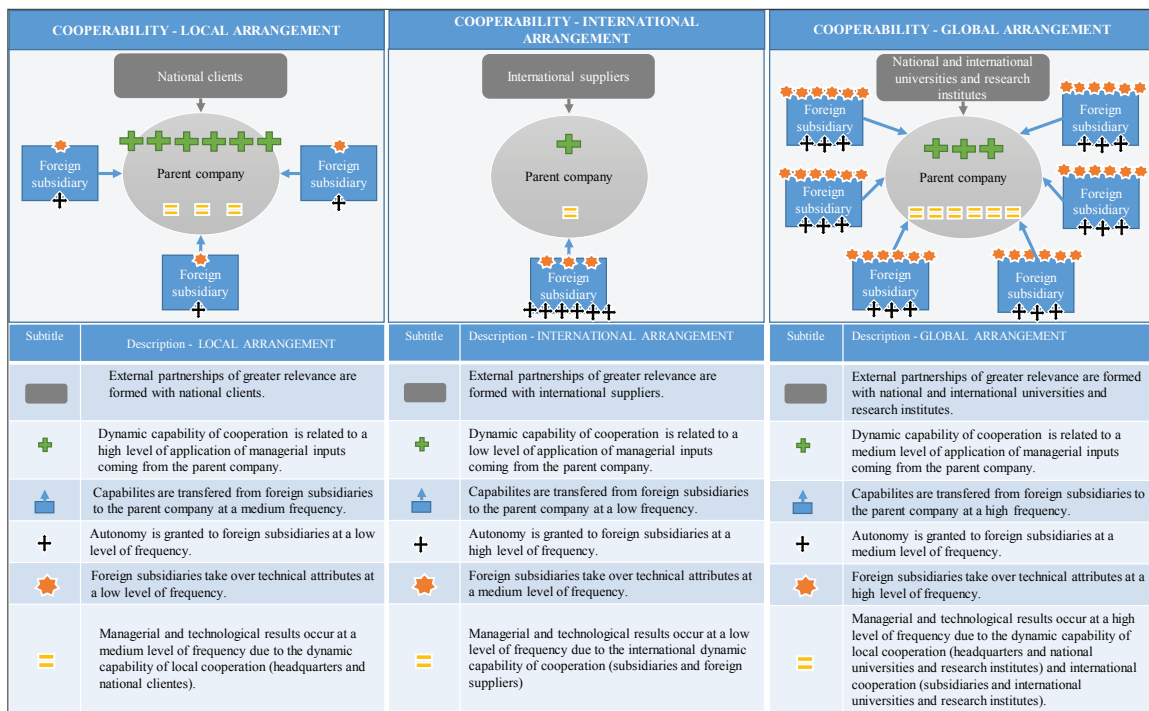 COOPERABILITY - LOCAL ARRANGEMENT
National clients
Foreign
subsidiary
Parent company
Foreign
subsidiary
Foreign
subsidiary
COOPERABILITY - INTERNATIONAL
ARRANGEMENT
International suppliers
Parent company
Foreign
subsidiary
COOPERABILITY - GLOBAL ARRANGEMENT
National and international
universities and research
institutes
Foreign
subsidiary
Foreign
subsidiary
Parent company
Foreign
subsidiary
Foreign
subsidiary
Foreign
subsidiary
Foreign
subsidiary
Subtitle
Description - LOCAL ARRANGEMENT
External partnerships of greater relevance are
formed with national clients.
Dynamic capability of cooperation is related to a
high level of application of managerial inputs
coming from the parent company.
Capabilites are transfered from foreign subsidiaries
to the parent company at a medium frequency.
Autonomy is granted to foreign subsidiaries at a low
level of frequency.
Foreign subsidiaries take over technical attributes at
a low level of frequency.
Managerial and technological results occur at a
medium level of frequency due to the dynamic
capability of local cooperation (headquarters and
national clientes).
Subtitle
Description - INTERNATIONAL ARRANGEMENT
External partnerships of greater relevance are
formed with international suppliers.
Dynamic capability of cooperation is related to a
low level of application of managerial inputs
coming from the parent company.
Capabilites are transfered from foreign subsidiaries
to the parent company at a low frequency.
Autonomy is granted to foreign subsidiaries at a
high level of frequency.
Foreign subsidiaries take over technical attributes at
a medium level of frequency.
Managerial and technological results occur at a low
level of frequency due to the international dynamic
capability of cooperation (subsidiaries and foreign
suppliers)
Subtitle
Description - GLOBAL ARRANGEMENT
External partnerships of greater relevance are formed
with national and international universities and
research institutes.
Dynamic capability of cooperation is related to a
medium level of application of managerial inputs
coming from the parent company.
Capabilites are transfered from foreign subsidiaries to
the parent company at a high frequency.
Autonomy is granted to foreign subsidiaries at a
medium level of frequency.
Foreign subsidiaries take over technical attributes at a
high level of frequency.
Managerial and technological results occur at a high
level of frequency due to the dynamic capability of
local cooperation (headquarters and national
universities and research institutes) and international
cooperation (subsidiaries and international
universities and research institutes).